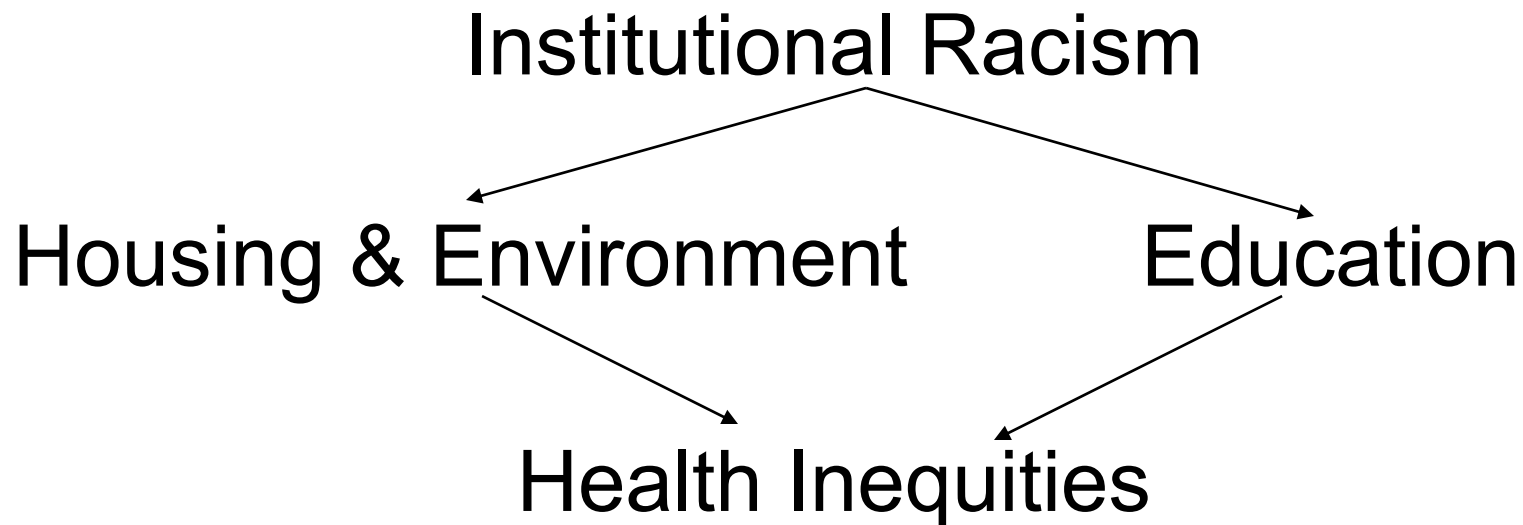 Institutional Racism
Housing & Environment
Education
Health Inequities